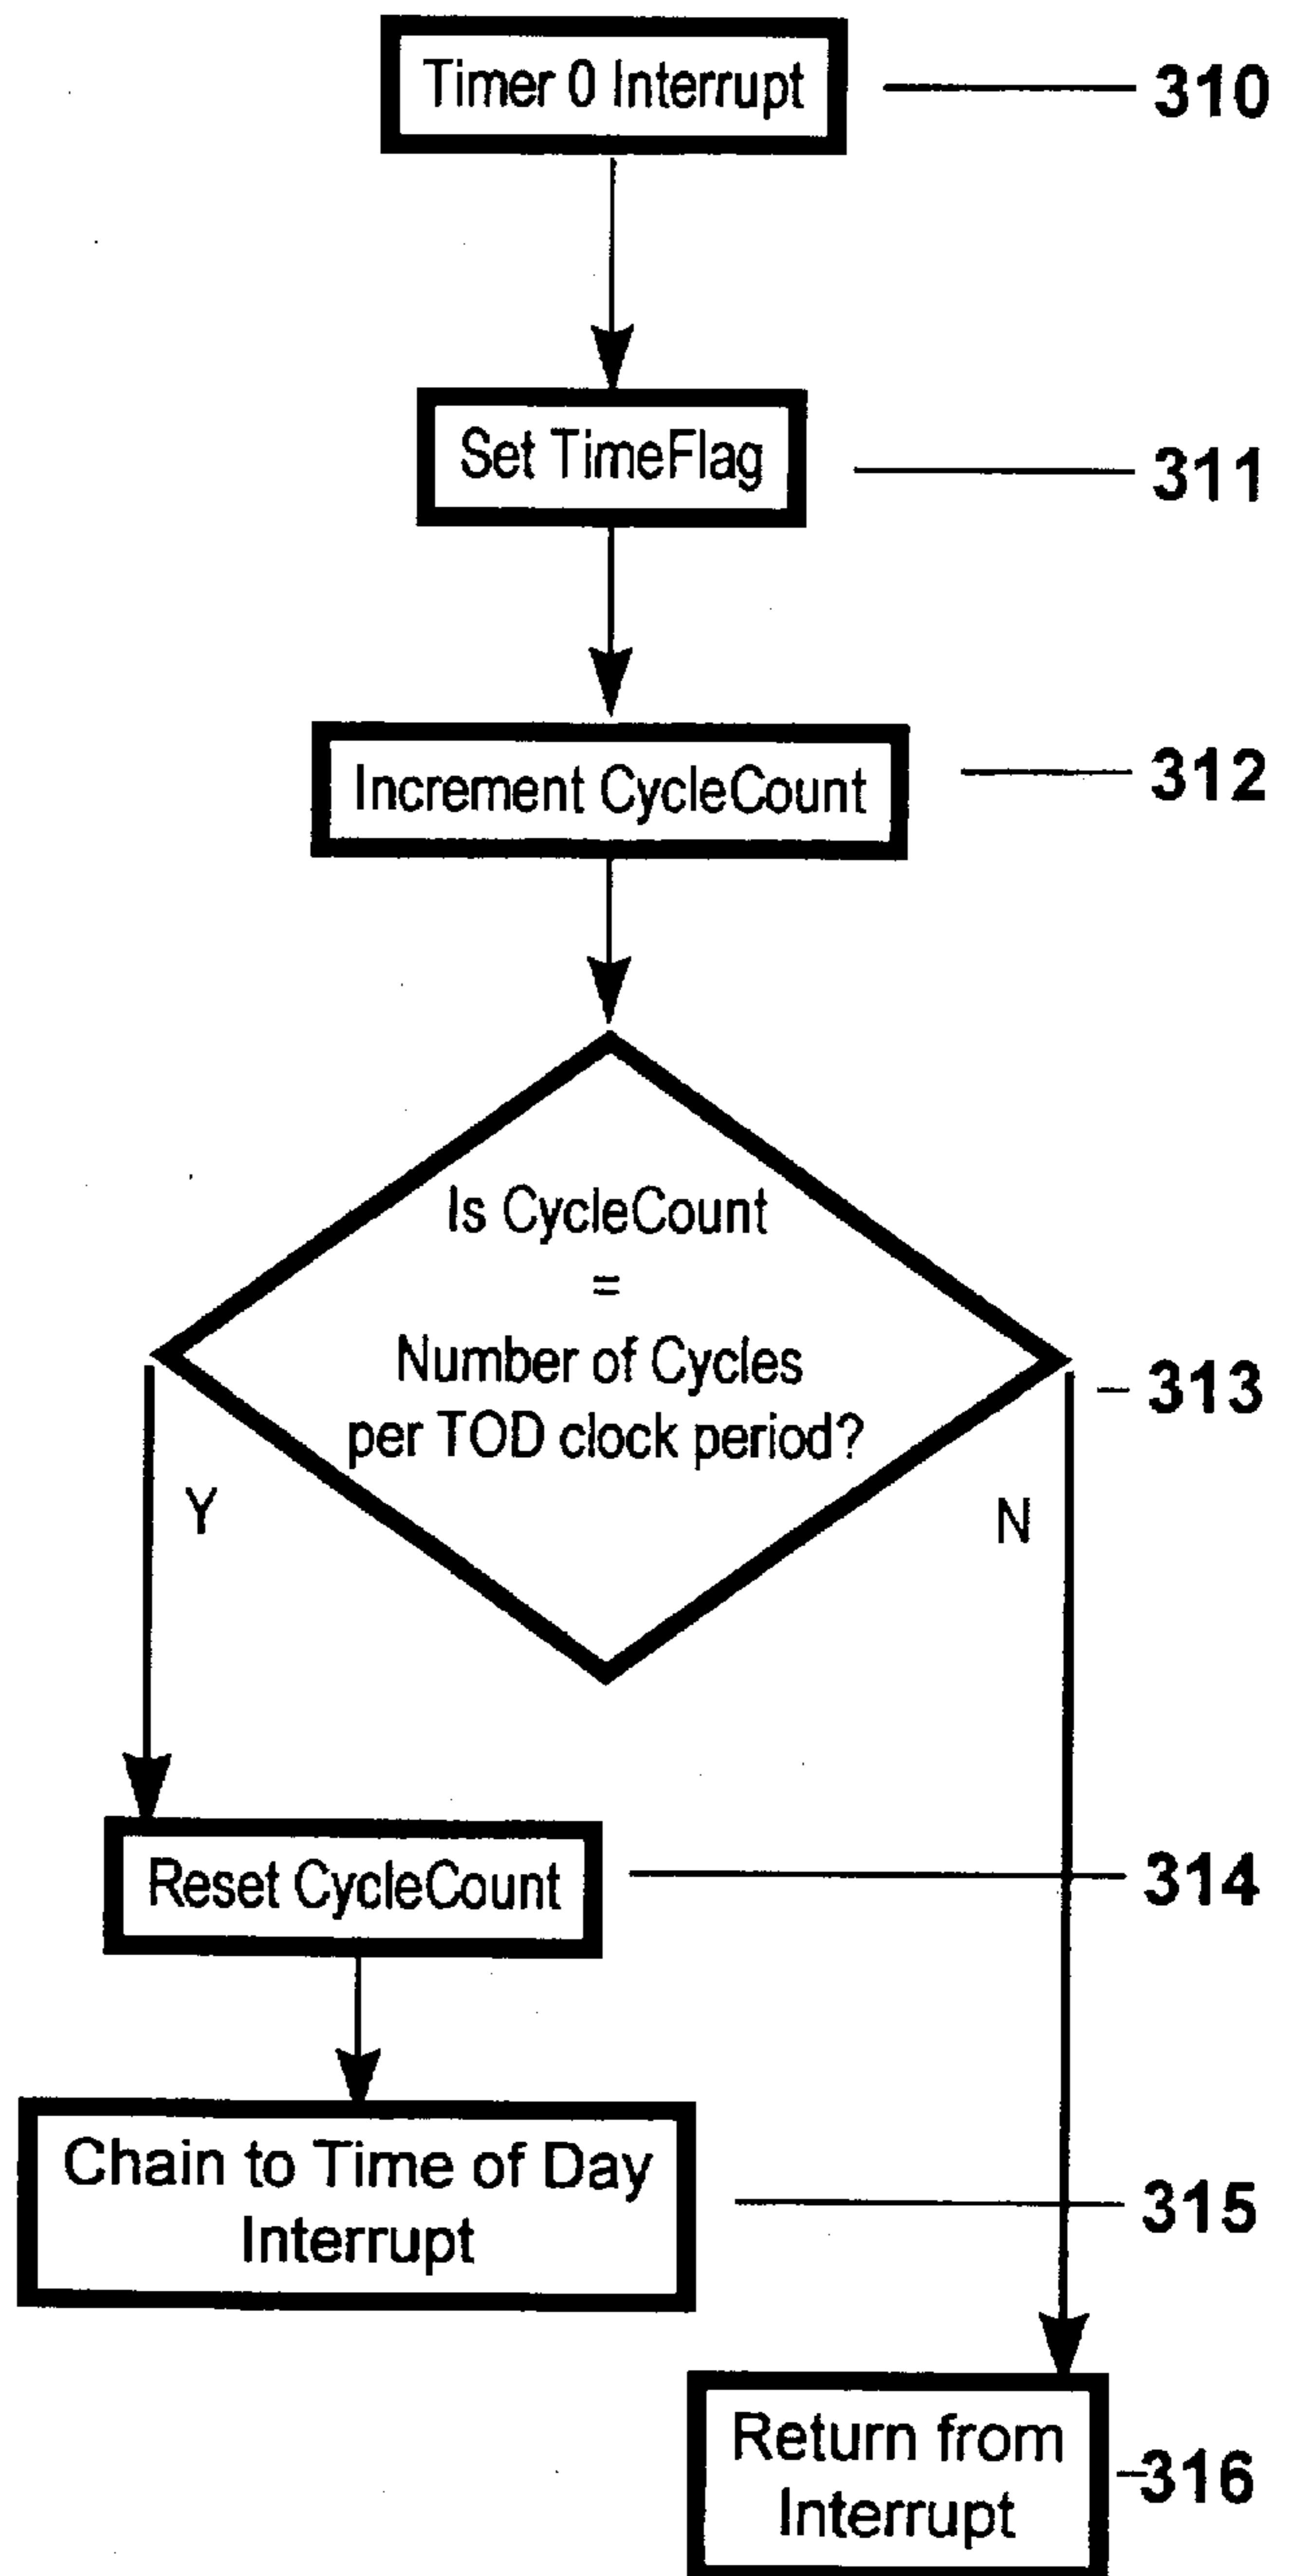 Timer 0 Interrupt
310
Set TimeFlag
311
Increment CycleCount
312
Is CycleCount
=
Number of Cycles
per TOD clock period?
313
Y
N
Reset CycleCount
314
Chain to Time of Day
Interrupt
315
Return from
Interrupt
316